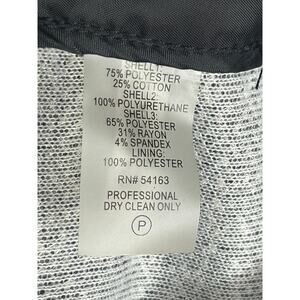 SHELL1:
75% POLYESTER
25% COTTON
SHELL2:
100% POLYURETHANE
SHELL3:
65% POLYESTER
31% RAYON
4% SPANDEX
LINING:
100% POLYESTER
RN# 54163
PROFESSIONAL
DRY CLEAN ONLY
P